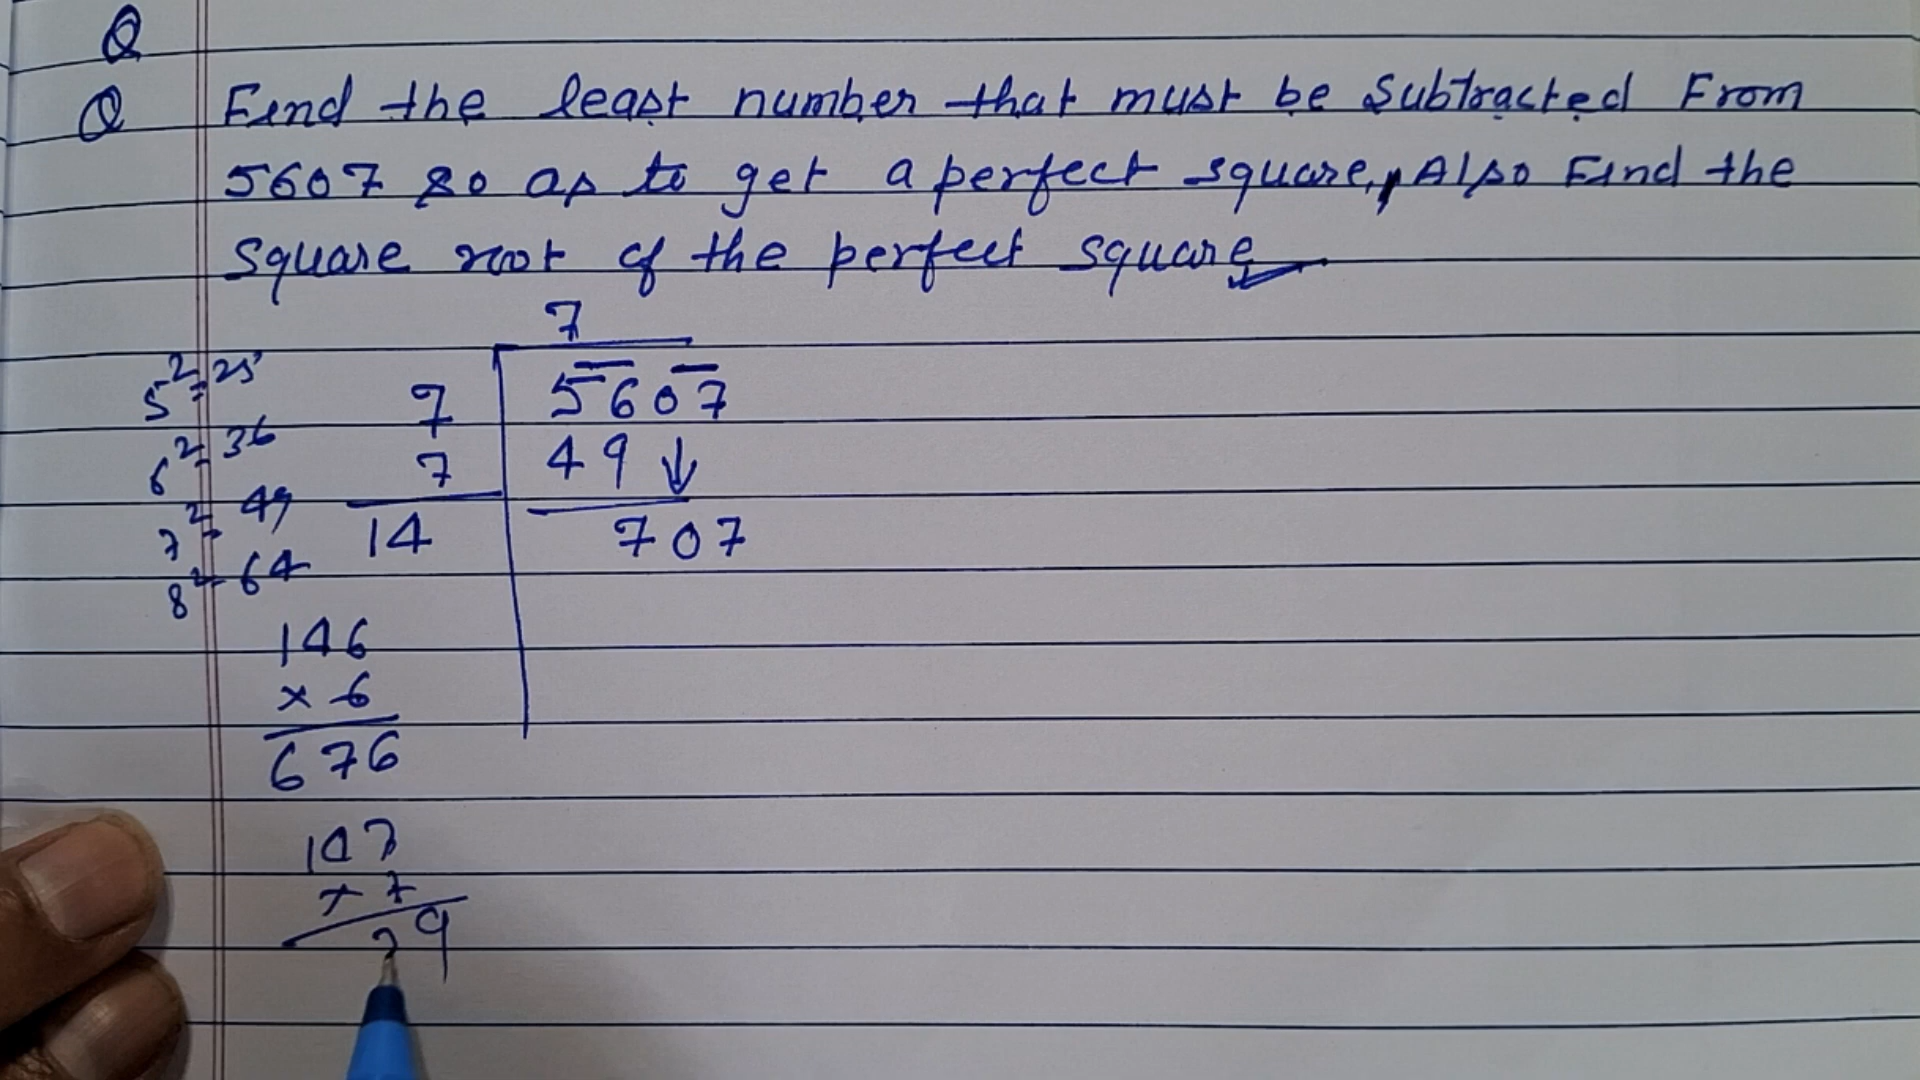 Q
Q Find the least number that must be subtracted From
5607 so as to get a perfect square, Also Find the
square root of the perfect square
7
5² = 25
7 5607
6² = 36
7 49 ↓
7² = 49
14 707
8² = 64
146
× 6
676
147
× 7
29